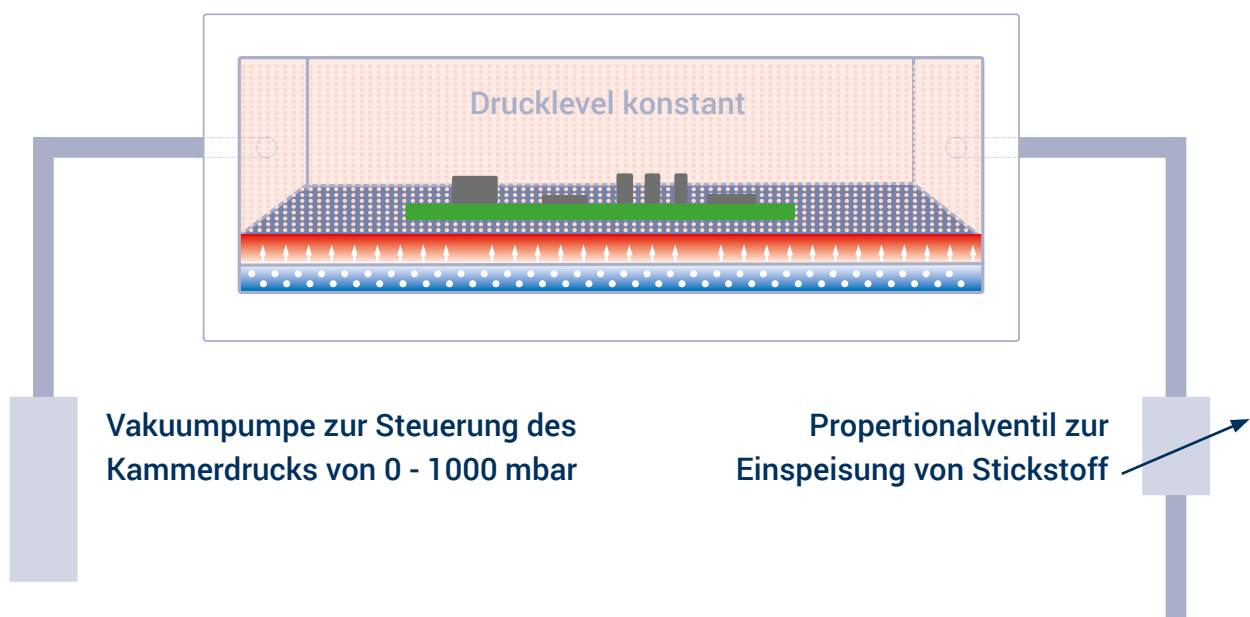 Drucklevel konstant
Vakuumpumpe zur Steuerung des
Kammerdrucks von 0 - 1000 mbar
Propertionalventil zur
Einspeisung von Stickstoff